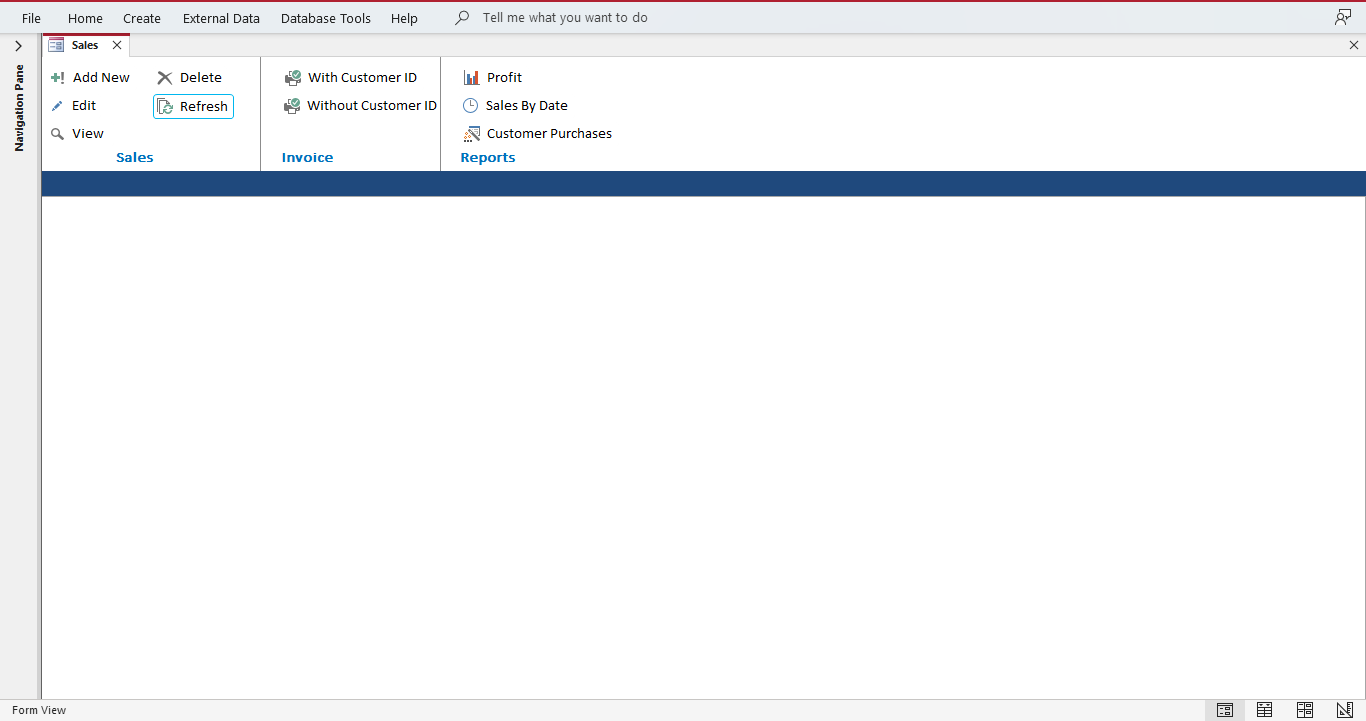 File Home Create External Data Database Tools Help Tell me what you want to do
Sales
Navigation Pane
Add New Delete With Customer ID Profit
Edit Refresh Without Customer ID Sales By Date
View Customer Purchases
Sales Invoice Reports
Form View